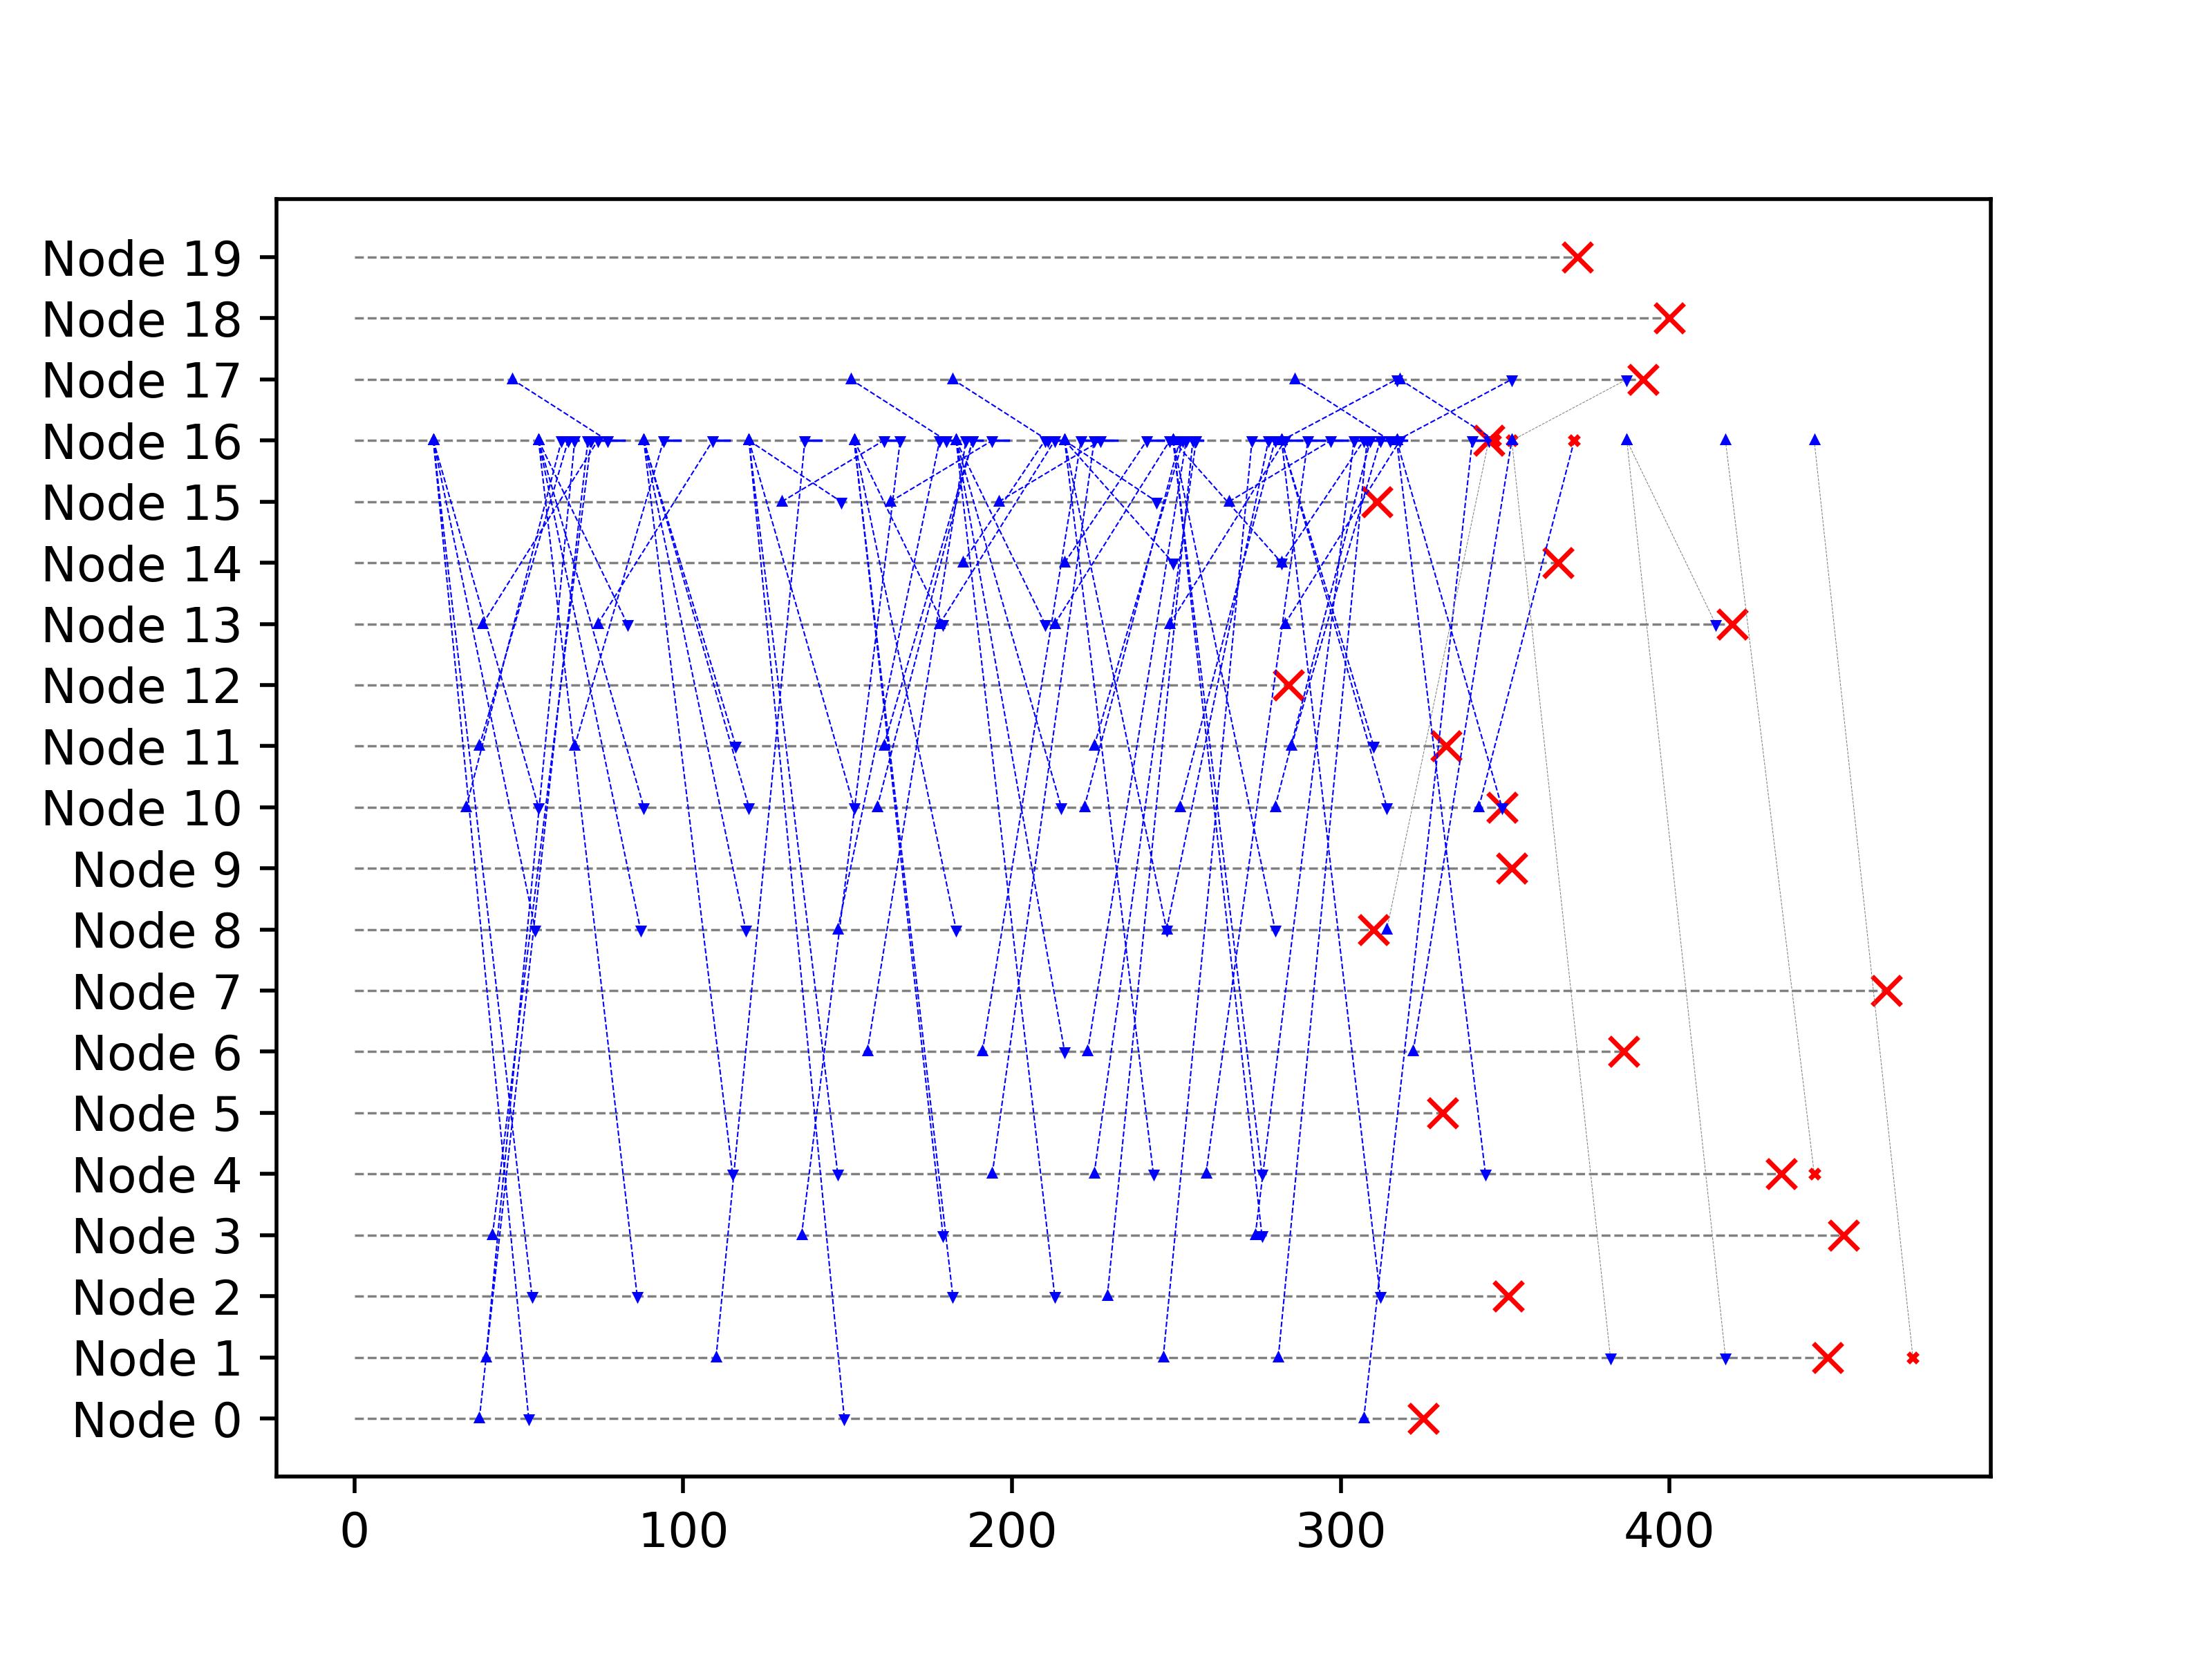 Node 19
Node 18
Node 17
Node 16
Node 15
Node 14
Node 13
Node 12
Node 11
Node 10
Node 9
Node 8
Node 7
Node 6
Node 5
Node 4
Node 3
Node 2
Node 1
Node 0
0 100 200 300 400